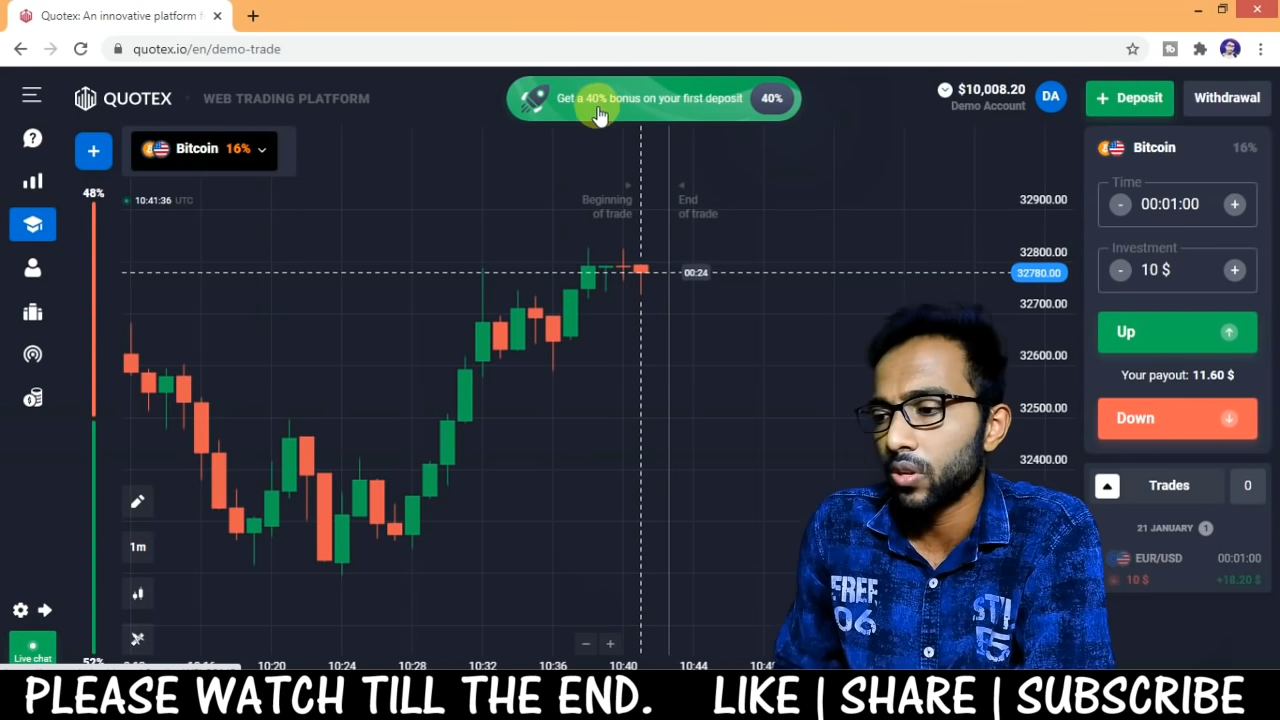 Quotex: An innovative platform f
quotex.io/en/demo-trade
QUOTEX
WEB TRADING PLATFORM
Get a 40% bonus on your first deposit 40%
$10,008.20
Demo Account
DA
+ Deposit
Withdrawal
+
Bitcoin 16%
Bitcoin 16%
48%
10:41:36 UTC
Beginning
of trade
End
of trade
Time
- 00:01:00 +
Investment
- 10 $ +
Up
Your payout: 11.60 $
Down
Trades 0
21 JANUARY 1
EUR/USD 00:01:00
10 $ +18.20 $
32900.00
32800.00
32780.00
32700.00
32600.00
32500.00
32400.00
00:24
1m
FREE
06
Live chat
52%
- +
10:20 10:24 10:28 10:32 10:36 10:40 10:44
PLEASE WATCH TILL THE END. LIKE | SHARE | SUBSCRIBE